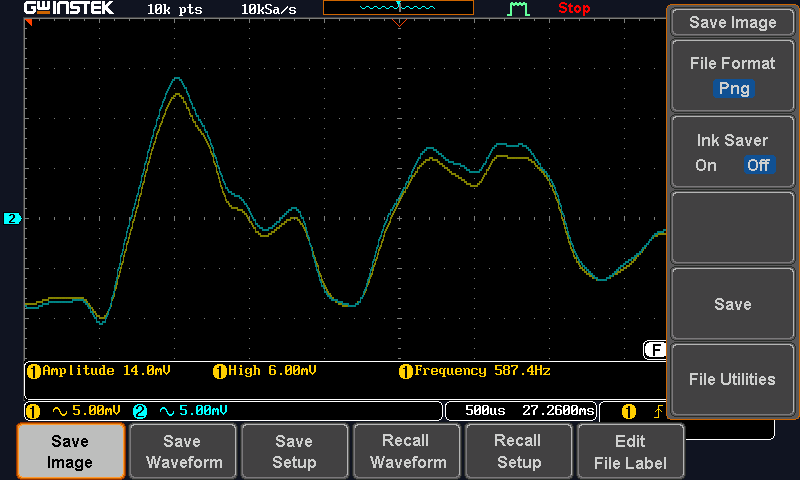 GWINSTEK 10k pts 10kSa/s Stop
Save Image
File Format
Png
Ink Saver
On Off
2
Save
F
1 Amplitude 14.0mV 1 High 6.00mV 1 Frequency 587.4Hz
File Utilities
1 5.00mV 2 5.00mV 500us 27.2600ms 1
Save Image
Save Waveform
Save Setup
Recall Waveform
Recall Setup
Edit File Label